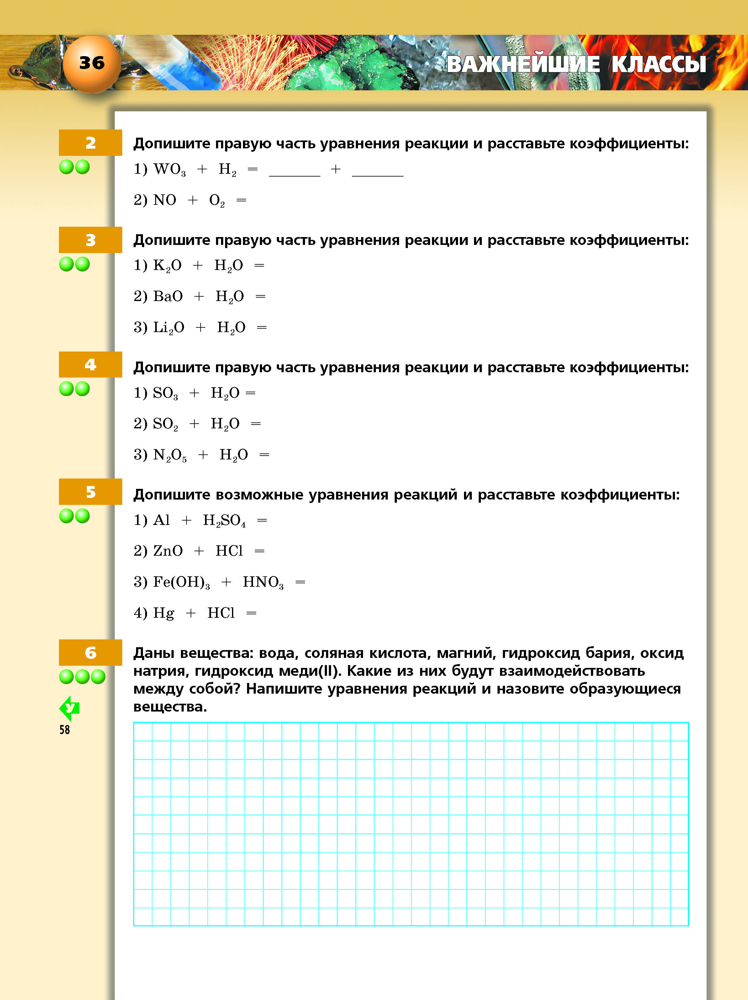 36
ВАЖНЕЙШИЕ КЛАССЫ
2
Допишите правую часть уравнения реакции и расставьте коэффициенты:
1) WO₃ + H₂ = ______ + ______
2) NO + O₂ =
3
Допишите правую часть уравнения реакции и расставьте коэффициенты:
1) K₂O + H₂O =
2) BaO + H₂O =
3) Li₂O + H₂O =
4
Допишите правую часть уравнения реакции и расставьте коэффициенты:
1) SO₃ + H₂O =
2) SO₂ + H₂O =
3) N₂O₅ + H₂O =
5
Допишите возможные уравнения реакций и расставьте коэффициенты:
1) Al + H₂SO₄ =
2) ZnO + HCl =
3) Fe(OH)₃ + HNO₃ =
4) Hg + HCl =
6
Даны вещества: вода, соляная кислота, магний, гидроксид бария, оксид
натрия, гидроксид меди(II). Какие из них будут взаимодействовать
между собой? Напишите уравнения реакций и назовите образующиеся
вещества.
У
58